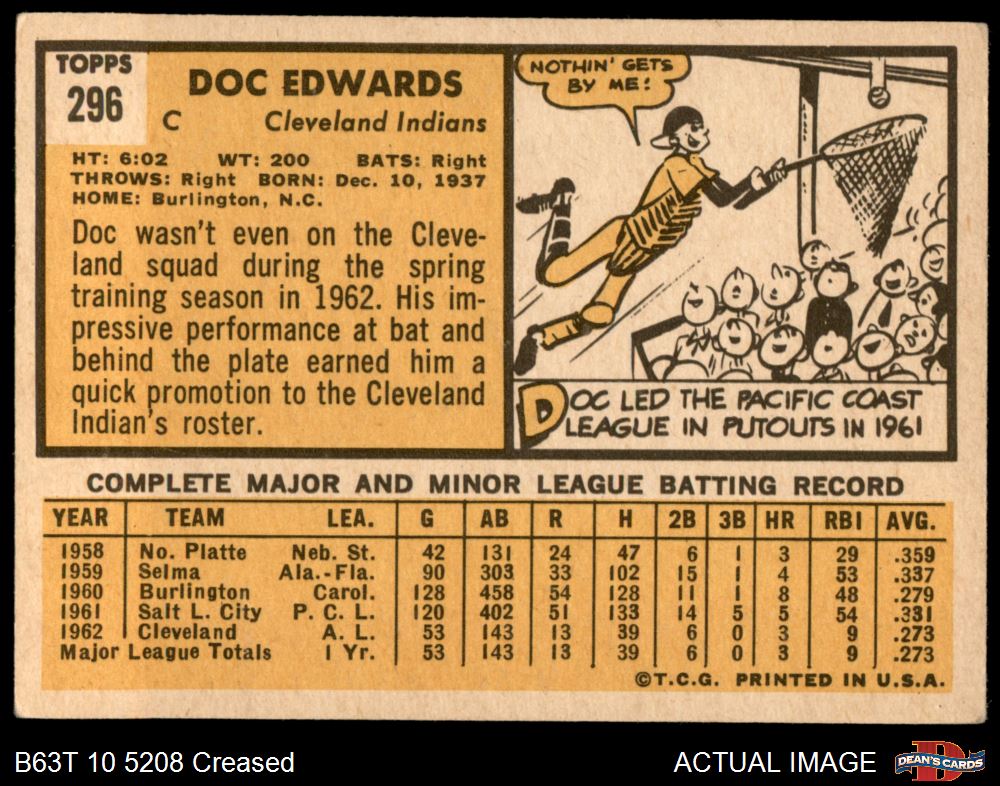 TOPPS
296
DOC EDWARDS
C Cleveland Indians
HT: 6:02 WT: 200 BATS: Right
THROWS: Right BORN: Dec. 10, 1937
HOME: Burlington, N.C.
Doc wasn't even on the Cleve-
land squad during the spring
training season in 1962. His im-
pressive performance at bat and
behind the plate earned him a
quick promotion to the Cleveland
Indian's roster.
NOTHIN' GETS
BY ME!
DOC LED THE PACIFIC COAST
LEAGUE IN PUTOUTS IN 1961
COMPLETE MAJOR AND MINOR LEAGUE BATTING RECORD
YEAR TEAM LEA. G AB R H 2B 3B HR RBI AVG.
1958 No. Platte Neb. St. 42 131 24 47 6 1 3 29 .359
1959 Selma Ala.-Fla. 90 303 33 102 15 1 4 53 .337
1960 Burlington Carol. 128 458 54 128 11 1 8 48 .279
1961 Salt L. City P. C. L. 120 402 51 133 14 5 5 54 .331
1962 Cleveland A. L. 53 143 13 39 6 0 3 9 .273
Major League Totals 1 Yr. 53 143 13 39 6 0 3 9 .273
©T.C.G. PRINTED IN U.S.A.
B63T 10 5208 Creased
ACTUAL IMAGE
D
DEAN'S CARDS